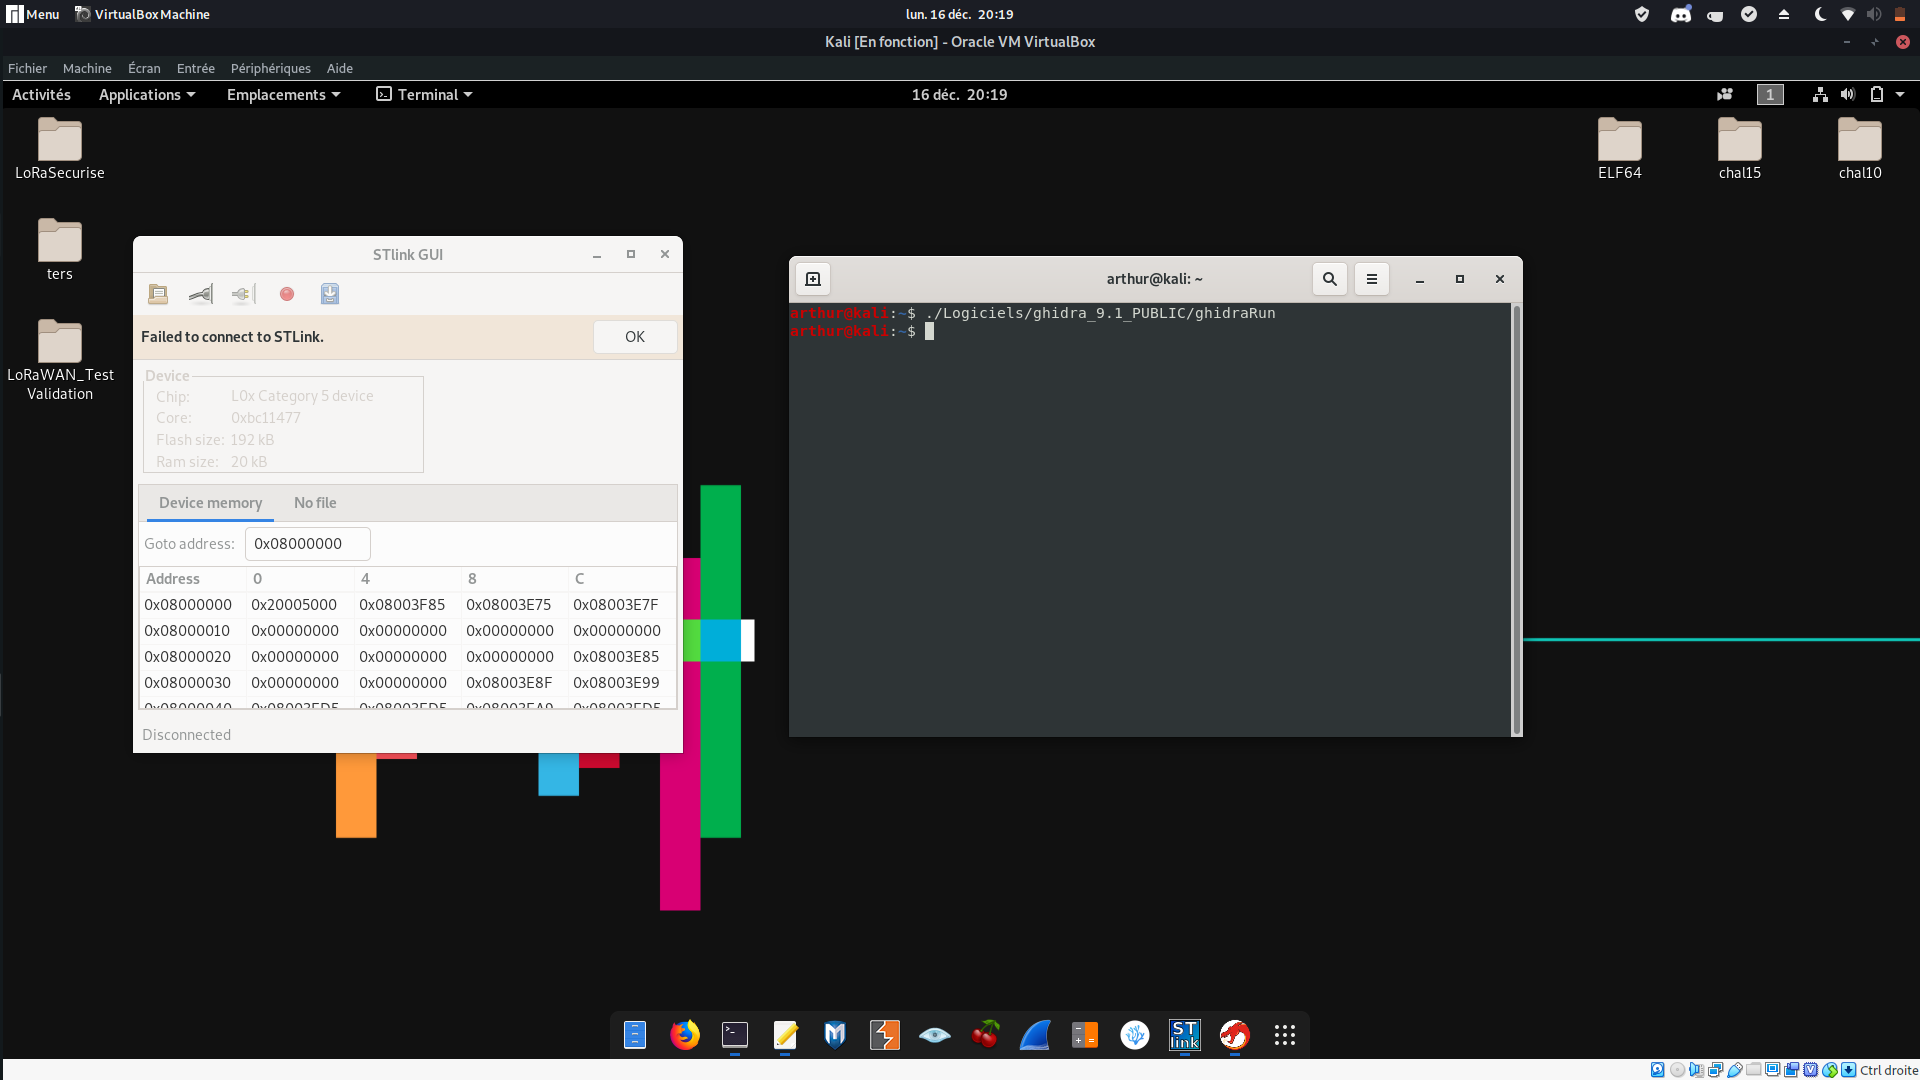 Menu VirtualBox Machine lun. 16 déc. 20:19
Kali [En fonction] - Oracle VM VirtualBox
Fichier Machine Écran Entrée Périphériques Aide
Activités Applications Emplacements Terminal 16 déc. 20:19 1
LoRaSecurise
ELF64
chal15
chal10
ters
LoRaWAN_Test
Validation
STlink GUI
Failed to connect to STLink. OK
Device
Chip: L0x Category 5 device
Core: 0xbc11477
Flash size: 192 kB
Ram size: 20 kB
Device memory No file
Goto address: 0x08000000
Address 0 4 8 C
0x08000000 0x20005000 0x08003F85 0x08003E75 0x08003E7F
0x08000010 0x00000000 0x00000000 0x00000000 0x00000000
0x08000020 0x00000000 0x00000000 0x00000000 0x08003E85
0x08000030 0x00000000 0x00000000 0x08003E8F 0x08003E99
0x08000040 0x08003ED5 0x08003ED5 0x08003EA9 0x08003ED5
Disconnected
arthur@kali: ~
arthur@kali:~$ ./Logiciels/ghidra_9.1_PUBLIC/ghidraRun
arthur@kali:~$
ST
link
Ctrl droite